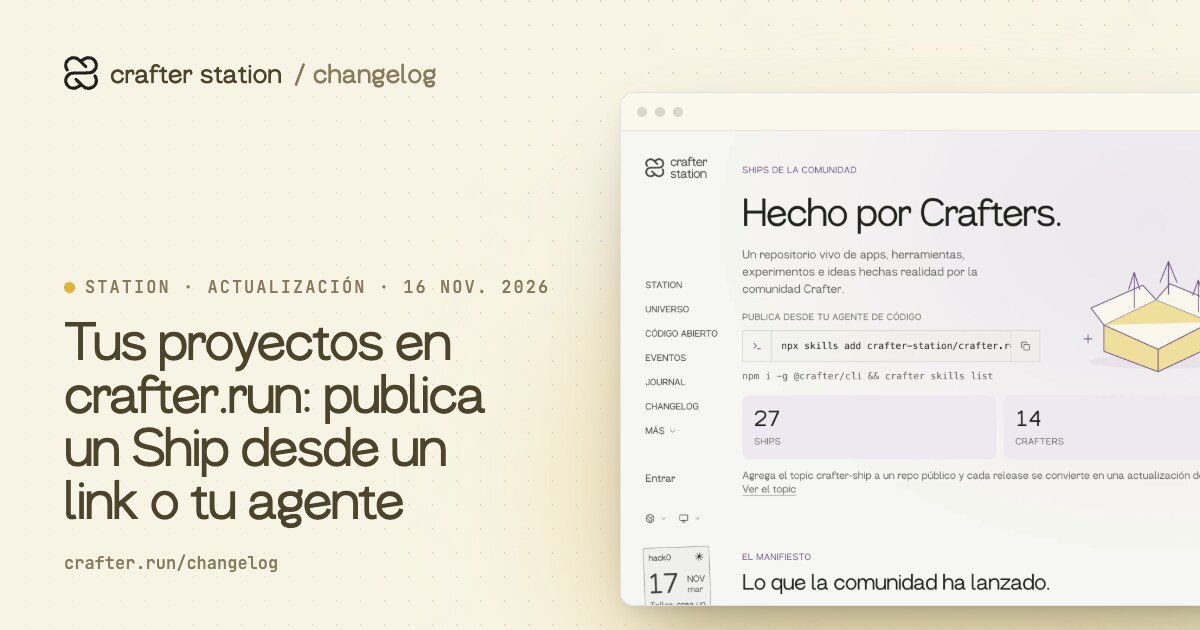 crafter station / changelog
STATION · ACTUALIZACIÓN · 16 NOV. 2026
Tus proyectos en
crafter.run: publica
un Ship desde un
link o tu agente
crafter.run/changelog
crafter
station
STATION
UNIVERSO
CÓDIGO ABIERTO
EVENTOS
JOURNAL
CHANGELOG
MÁS
Entrar
hack0
17 NOV
mar
SHIPS DE LA COMUNIDAD
Hecho por Crafters.
Un repositorio vivo de apps, herramientas,
experimentos e ideas hechas realidad por la
comunidad Crafter.
PUBLICA DESDE TU AGENTE DE CÓDIGO
>_ npx skills add crafter-station/crafter.r
npm i -g @crafter/cli && crafter skills list
27
SHIPS
14
CRAFTERS
Agrega el topic crafter-ship a un repo público y cada release se convierte en una actualización
Ver el topic
EL MANIFIESTO
Lo que la comunidad ha lanzado.